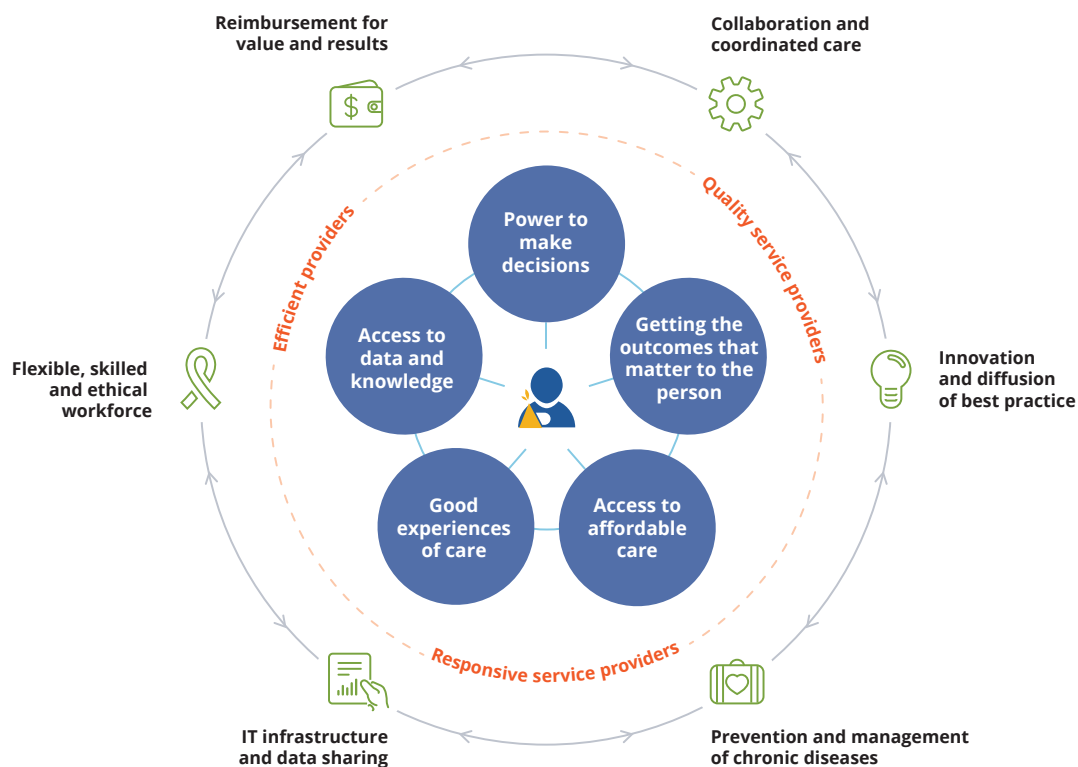 Reimbursement for
value and results
Collaboration and
coordinated care
$
Efficient providers
Quality service providers
Power to
make
decisions
Access to
data and
knowledge
Getting the
outcomes that
matter to the
person
Flexible, skilled
and ethical
workforce
Innovation
and diffusion
of best practice
Good
experiences
of care
Access to
affordable
care
Responsive service providers
IT infrastructure
and data sharing
Prevention and management
of chronic diseases